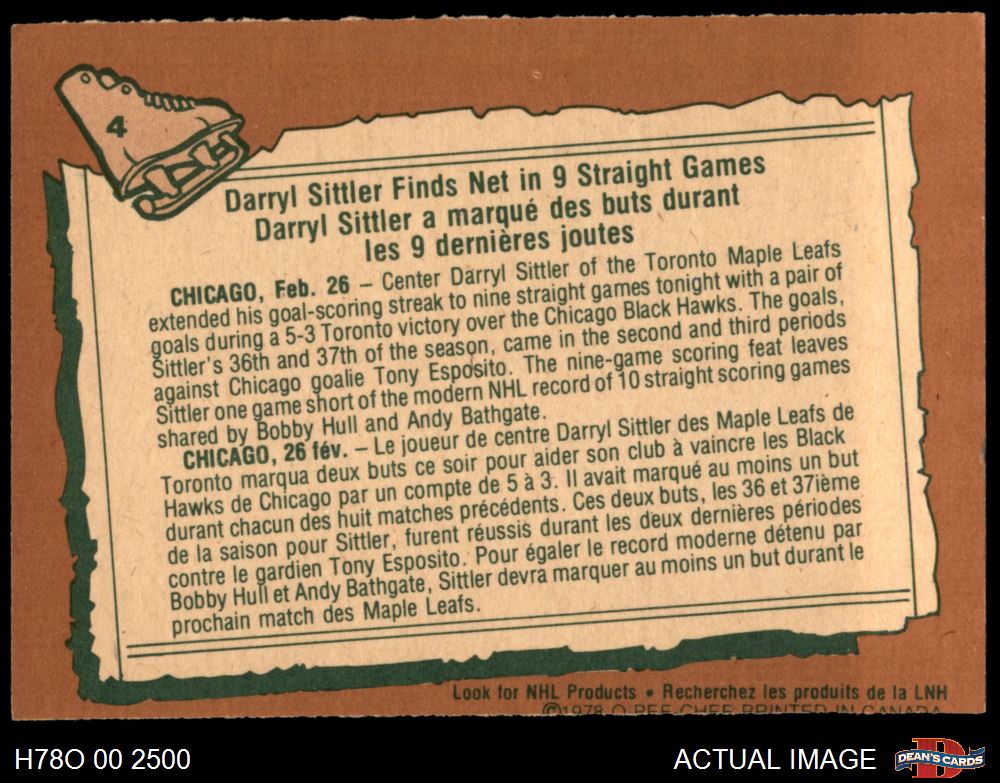 4
Darryl Sittler Finds Net in 9 Straight Games
Darryl Sittler a marqué des buts durant
les 9 dernières joutes
CHICAGO, Feb. 26 – Center Darryl Sittler of the Toronto Maple Leafs
extended his goal-scoring streak to nine straight games tonight with a pair of
goals during a 5-3 Toronto victory over the Chicago Black Hawks. The goals,
Sittler's 36th and 37th of the season, came in the second and third periods
against Chicago goalie Tony Esposito. The nine-game scoring feat leaves
Sittler one game short of the modern NHL record of 10 straight scoring games
shared by Bobby Hull and Andy Bathgate.
CHICAGO, 26 fév. – Le joueur de centre Darryl Sittler des Maple Leafs de
Toronto marqua deux buts ce soir pour aider son club à vaincre les Black
Hawks de Chicago par un compte de 5 à 3. Il avait marqué au moins un but
durant chacun des huit matches précédents. Ces deux buts, les 36 et 37ième
de la saison pour Sittler, furent réussis durant les deux dernières périodes
contre le gardien Tony Esposito. Pour égaler le record moderne détenu par
Bobby Hull et Andy Bathgate, Sittler devra marquer au moins un but durant le
prochain match des Maple Leafs.
Look for NHL Products • Recherchez les produits de la LNH
©1978 O-PEE-CHEE PRINTED IN CANADA
H78O 00 2500
ACTUAL IMAGE
D
DEAN'S CARDS